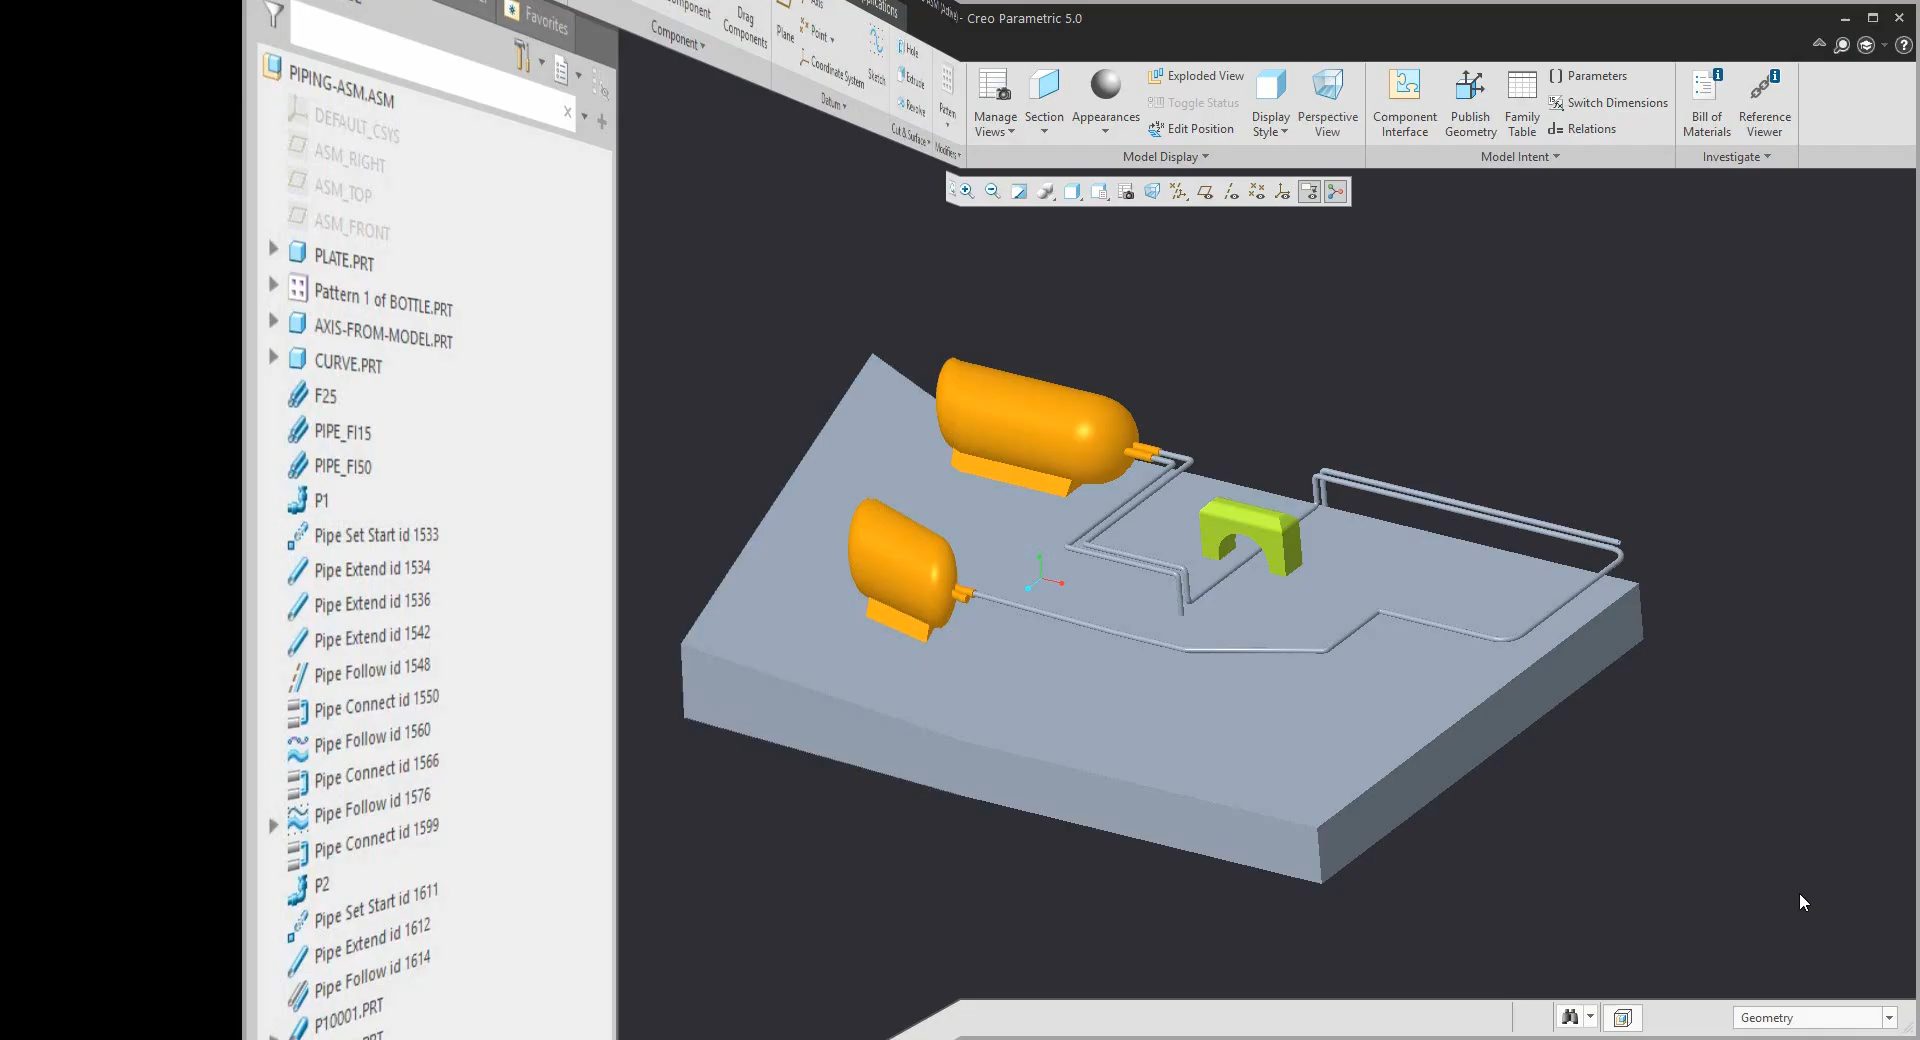 - Creo Parametric 5.0
Favorites
Drag
Components
Component
Plane
Axis
Point
Coordinate System
Sketch
Datum
Hole
Extrude
Revolve
Cut & Surface
Pattern
Modifiers
Manage
Views
Section
Appearances
Exploded View
Toggle Status
Edit Position
Display
Style
Perspective
View
Model Display
Component
Interface
Publish
Geometry
Family
Table
Parameters
Switch Dimensions
Relations
Model Intent
Bill of
Materials
Reference
Viewer
Investigate
PIPING-ASM.ASM
DEFAULT_CSYS
ASM_RIGHT
ASM_TOP
ASM_FRONT
PLATE.PRT
Pattern 1 of BOTTLE.PRT
AXIS-FROM-MODEL.PRT
CURVE.PRT
F25
PIPE_FI15
PIPE_FI50
P1
Pipe Set Start id 1533
Pipe Extend id 1534
Pipe Extend id 1536
Pipe Extend id 1542
Pipe Follow id 1548
Pipe Connect id 1550
Pipe Follow id 1560
Pipe Connect id 1566
Pipe Follow id 1576
Pipe Connect id 1599
P2
Pipe Set Start id 1611
Pipe Extend id 1612
Pipe Follow id 1614
P10001.PRT
Geometry